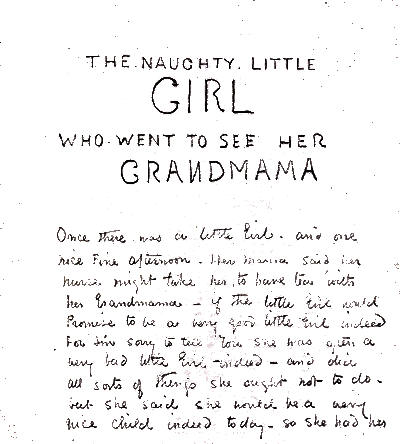 THE NAUGHTY LITTLE
GIRL
WHO WENT TO SEE HER
GRANDMAMA
Once there was a little Girl. and one
nice Fine afternoon. Her mama said her
nurse might take her, to have tea with
her Grandmama - if the little Girl would
Promise to be a very good little Girl indeed
For I'm sorry to tell you she was often a
very bad little Girl indeed - and did
all sorts of Things she ought not to do.
but she said she would be a very
nice child indeed today - so she had her